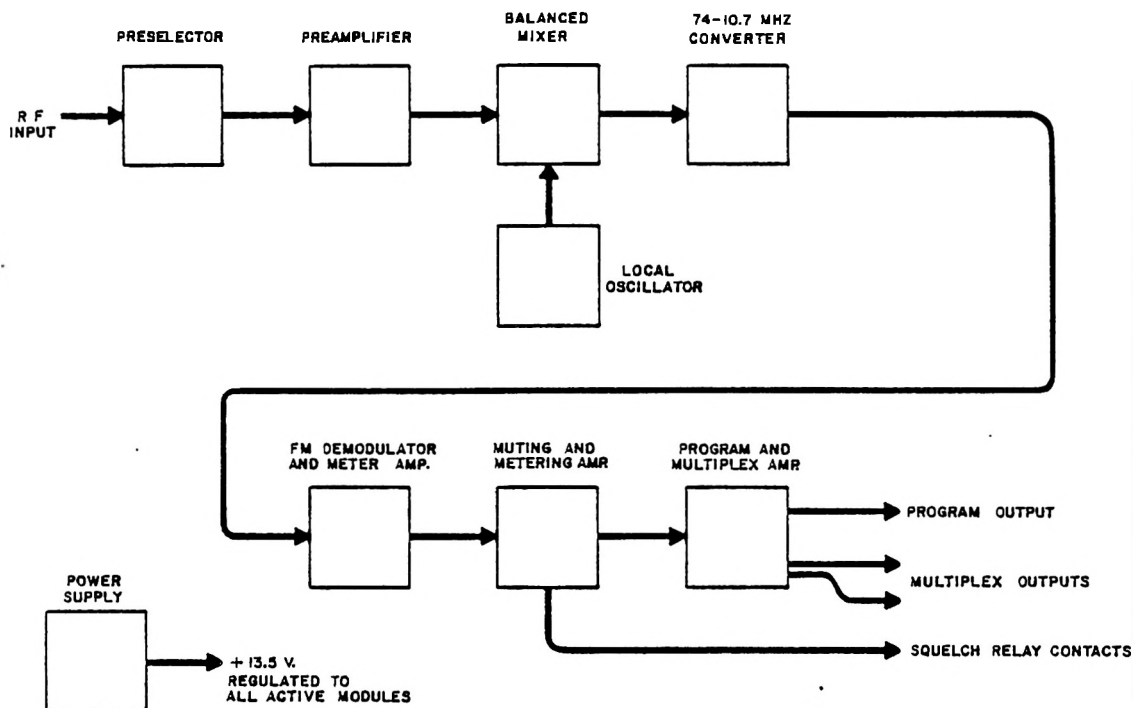 PRESELECTOR
PREAMPLIFIER
BALANCED
MIXER
74-10.7 MHZ
CONVERTER
R F
INPUT
LOCAL
OSCILLATOR
FM DEMODULATOR
AND METER AMP.
MUTING AND
METERING AMR
PROGRAM AND
MULTIPLEX AMR
PROGRAM OUTPUT
MULTIPLEX OUTPUTS
SQUELCH RELAY CONTACTS
POWER
SUPPLY
+ 13.5 V.
REGULATED TO
ALL ACTIVE MODULES